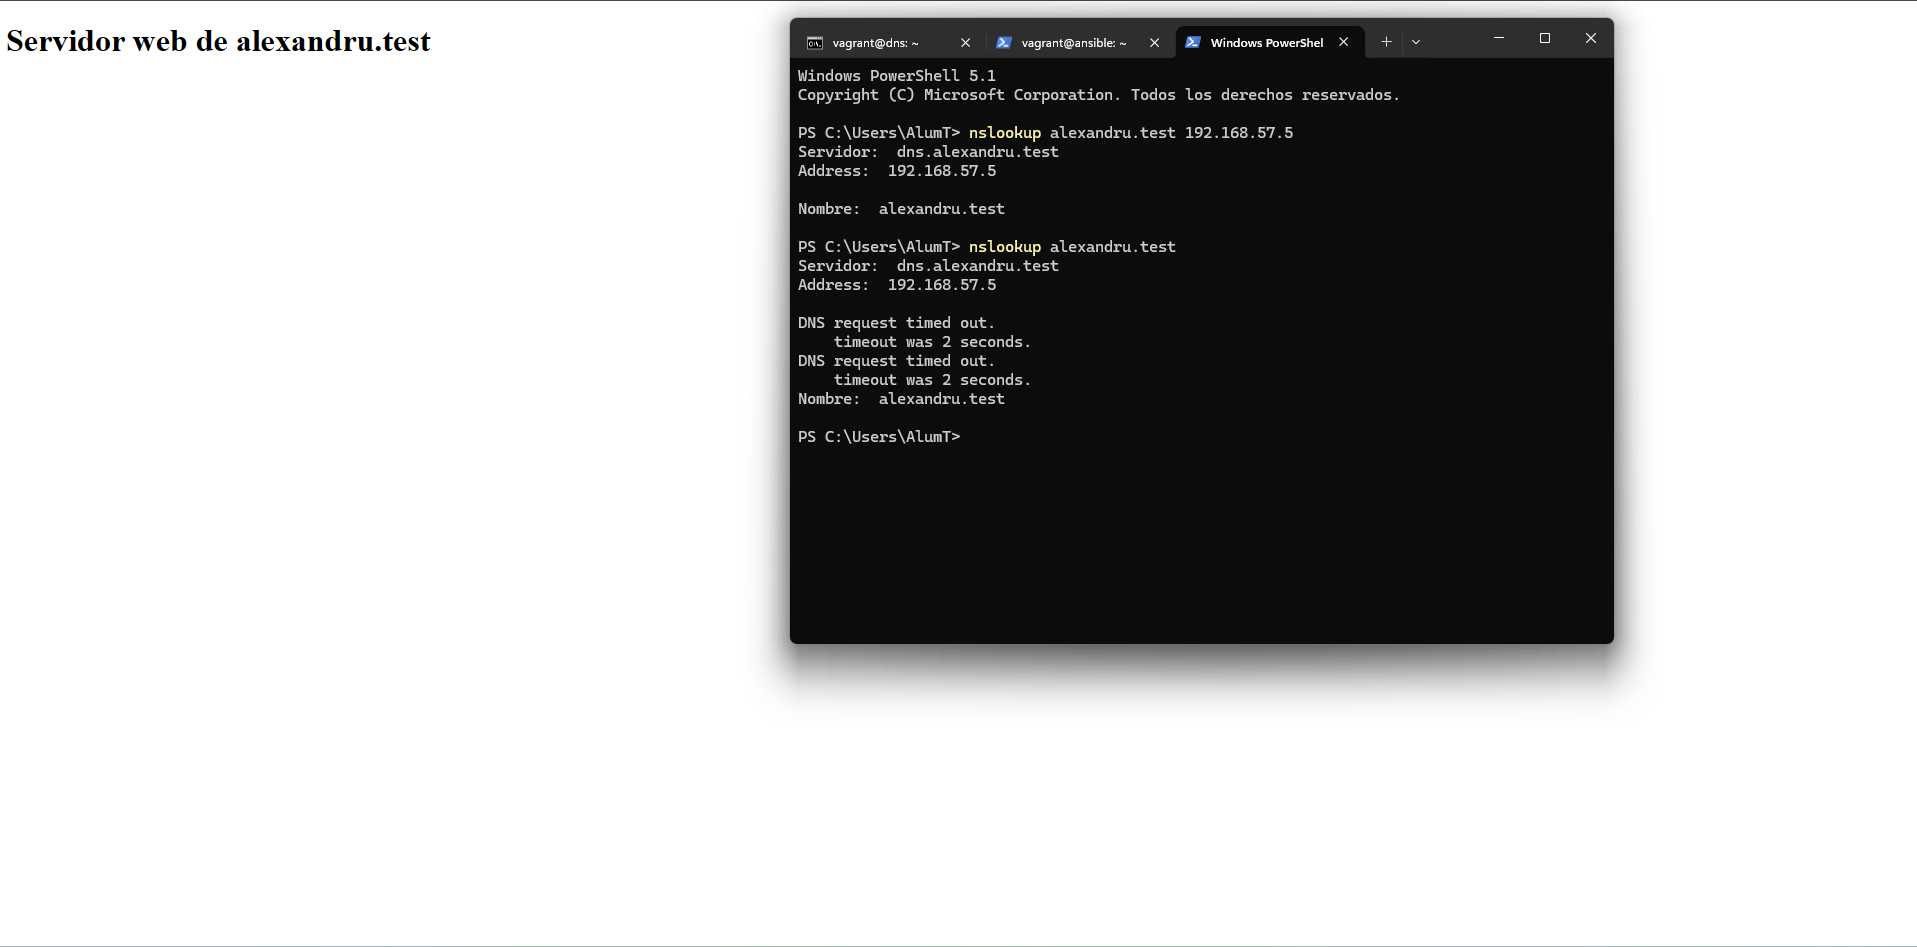 Servidor web de alexandru.test
vagrant@dns: ~
vagrant@ansible: ~
Windows PowerShel
Windows PowerShell 5.1
Copyright (C) Microsoft Corporation. Todos los derechos reservados.
PS C:\Users\AlumT> nslookup alexandru.test 192.168.57.5
Servidor:  dns.alexandru.test
Address:  192.168.57.5
Nombre:  alexandru.test
PS C:\Users\AlumT> nslookup alexandru.test
Servidor:  dns.alexandru.test
Address:  192.168.57.5
DNS request timed out.
    timeout was 2 seconds.
DNS request timed out.
    timeout was 2 seconds.
Nombre:  alexandru.test
PS C:\Users\AlumT>